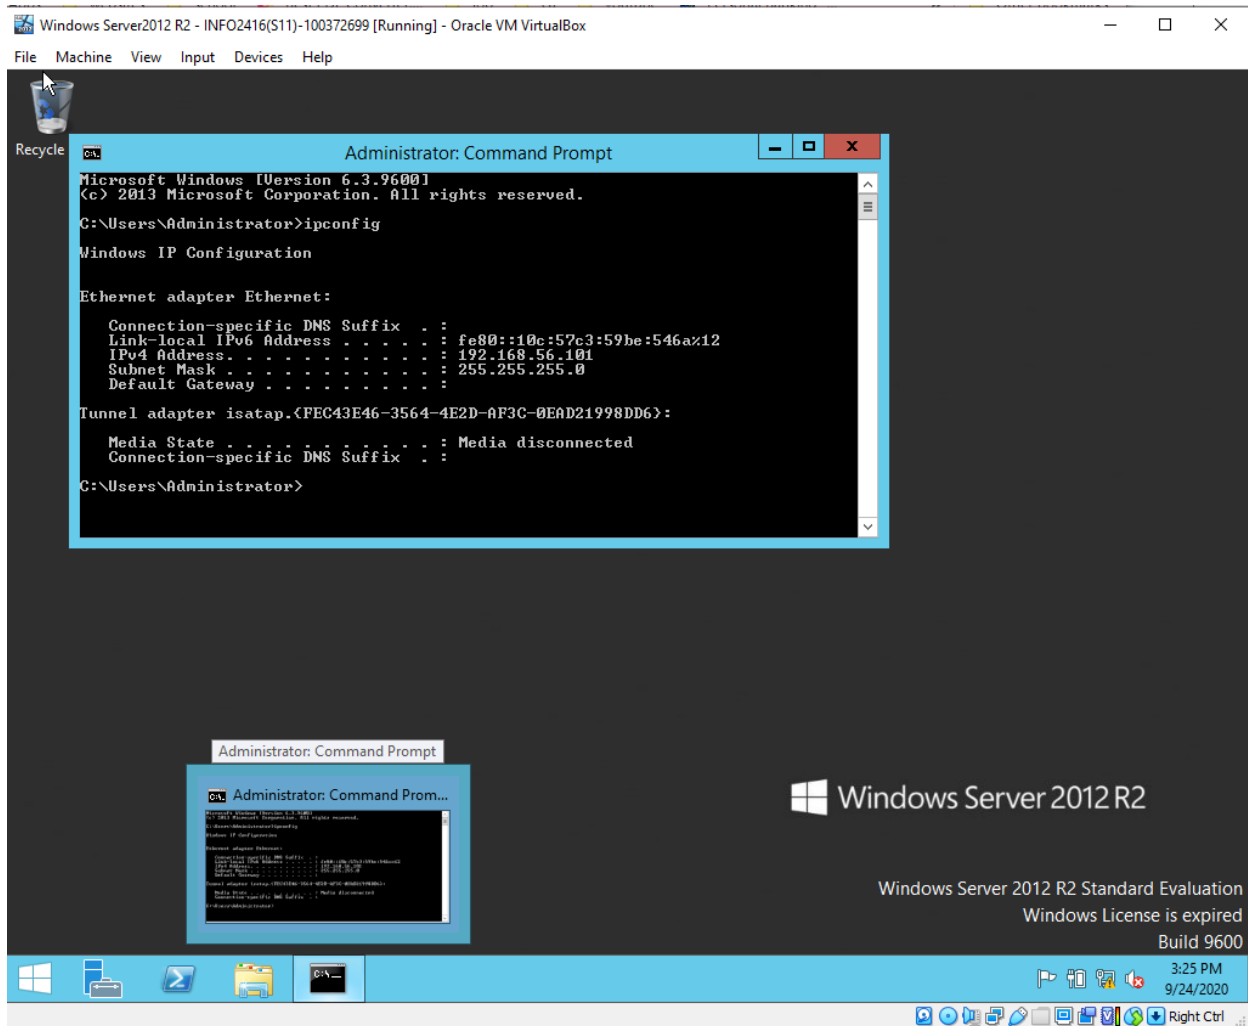 Windows Server2012 R2 - INFO2416(S11)-100372699 [Running] - Oracle VM VirtualBox
File Machine View Input Devices Help
Recycle
Administrator: Command Prompt
Microsoft Windows [Version 6.3.9600]
(c) 2013 Microsoft Corporation. All rights reserved.
C:\Users\Administrator>ipconfig
Windows IP Configuration
Ethernet adapter Ethernet:
Connection-specific DNS Suffix . :
Link-local IPv6 Address . . . . . : fe80::10c:57c3:59be:546a%12
IPv4 Address. . . . . . . . . . . : 192.168.56.101
Subnet Mask . . . . . . . . . . . : 255.255.255.0
Default Gateway . . . . . . . . . :
Tunnel adapter isatap.{FEC43E46-3564-4E2D-AF3C-0EAD21998DD6}:
Media State . . . . . . . . . . . : Media disconnected
Connection-specific DNS Suffix . :
C:\Users\Administrator>
Administrator: Command Prompt
Administrator: Command Prom...
Windows Server 2012 R2
Windows Server 2012 R2 Standard Evaluation
Windows License is expired
Build 9600
3:25 PM
9/24/2020
Right Ctrl